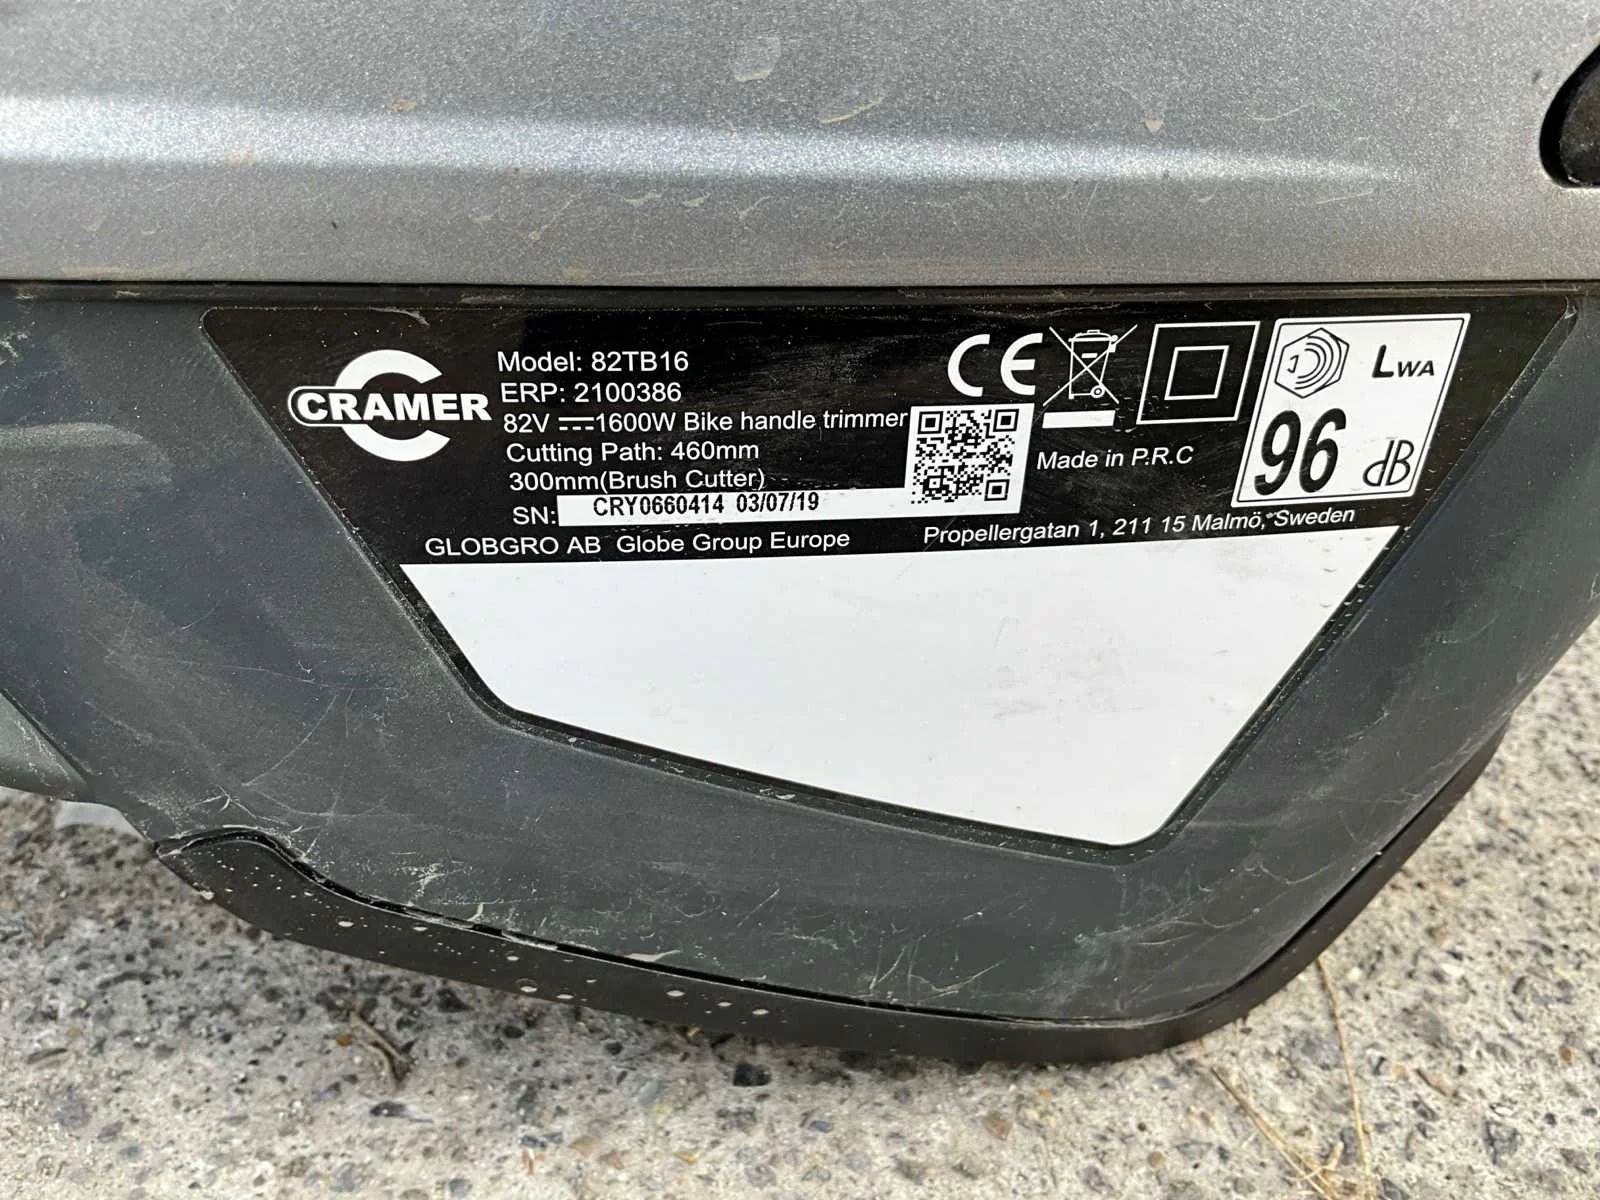 CRAMER
Model: 82TB16
ERP: 2100386
82V ⎓1600W Bike handle trimmer
Cutting Path: 460mm
300mm(Brush Cutter)
SN: CRY0660414 03/07/19
GLOBGRO AB Globe Group Europe
CE
Made in P.R.C
LWA
96 dB
Propellergatan 1, 211 15 Malmö, Sweden